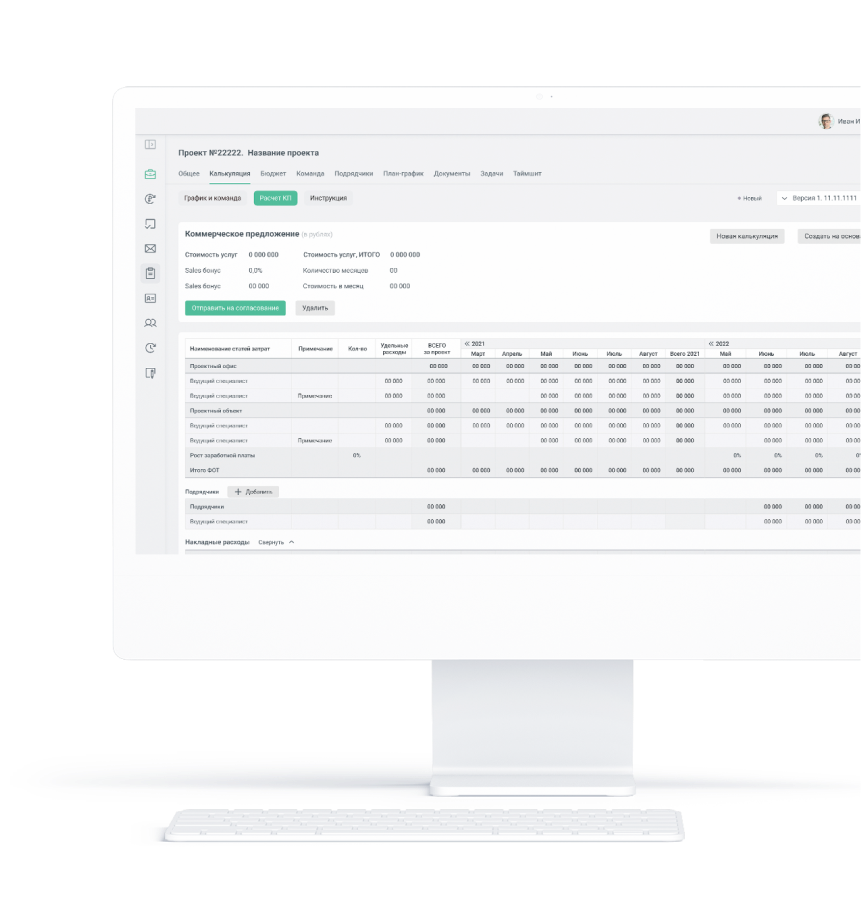 Иван И
Проект №22222. Название проекта
Общее Калькуляция Бюджет Команда Подрядчики План-график Документы Задачи Таймшит
График и команда Расчет КП Инструкция Новый Версия 1. 11.11.1111
Коммерческое предложение (в рублях) Новая калькуляция Создать на основ
Стоимость услуг 0 000 000 Стоимость услуг, ИТОГО 0 000 000
Sales бонус 0,0% Количество месяцев 00
Sales бонус 00 000 Стоимость в месяц 00 000
Отправить на согласование Удалить
« 2021 « 2022
Наименование статей затрат Примечание Кол-во Удельные расходы ВСЕГО за проект Март Апрель Май Июнь Июль Август Всего 2021 Май Июнь Июль Август
Проектный офис 00 000 00 000 00 000 00 000 00 000 00 000 00 000 00 000 00 000 00 000 00 000 00 00
Ведущий специалист 00 000 00 000 00 000 00 000 00 000 00 000 00 000 00 000 00 000 00 000 00 000 00 000 00 00
Ведущий специалист Примечание 00 000 00 000 00 000 00 000 00 000 00 000 00 000 00 000 00 000 00 000 00 00
Проектный объект 00 000 00 000 00 000 00 000 00 000 00 000 00 000 00 000 00 000 00 000 00 000 00 00
Ведущий специалист 00 000 00 000 00 000 00 000 00 000 00 000 00 000 00 000 00 000 00 000 00 000 00 000 00 00
Ведущий специалист Примечание 00 000 00 000 00 000 00 000 00 000 00 000 00 000 00 000 00 000 00 00
Рост заработной платы 0% 0% 0% 0% 0%
Итого ФОТ 00 000 00 000 00 000 00 000 00 000 00 000 00 000 00 000 00 000 00 000 00 000 00 00
Подрядчики + Добавить
Подрядчики 00 000 00 000 00 000 00 00
Ведущий специалист 00 000 00 000 00 000 00 00
Накладные расходы Свернуть